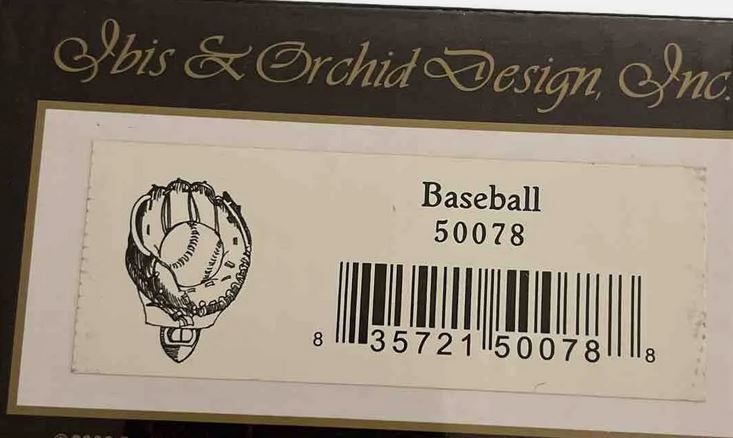 Ibis & Orchid Design, Inc.
Baseball
50078
8 35721 50078 8